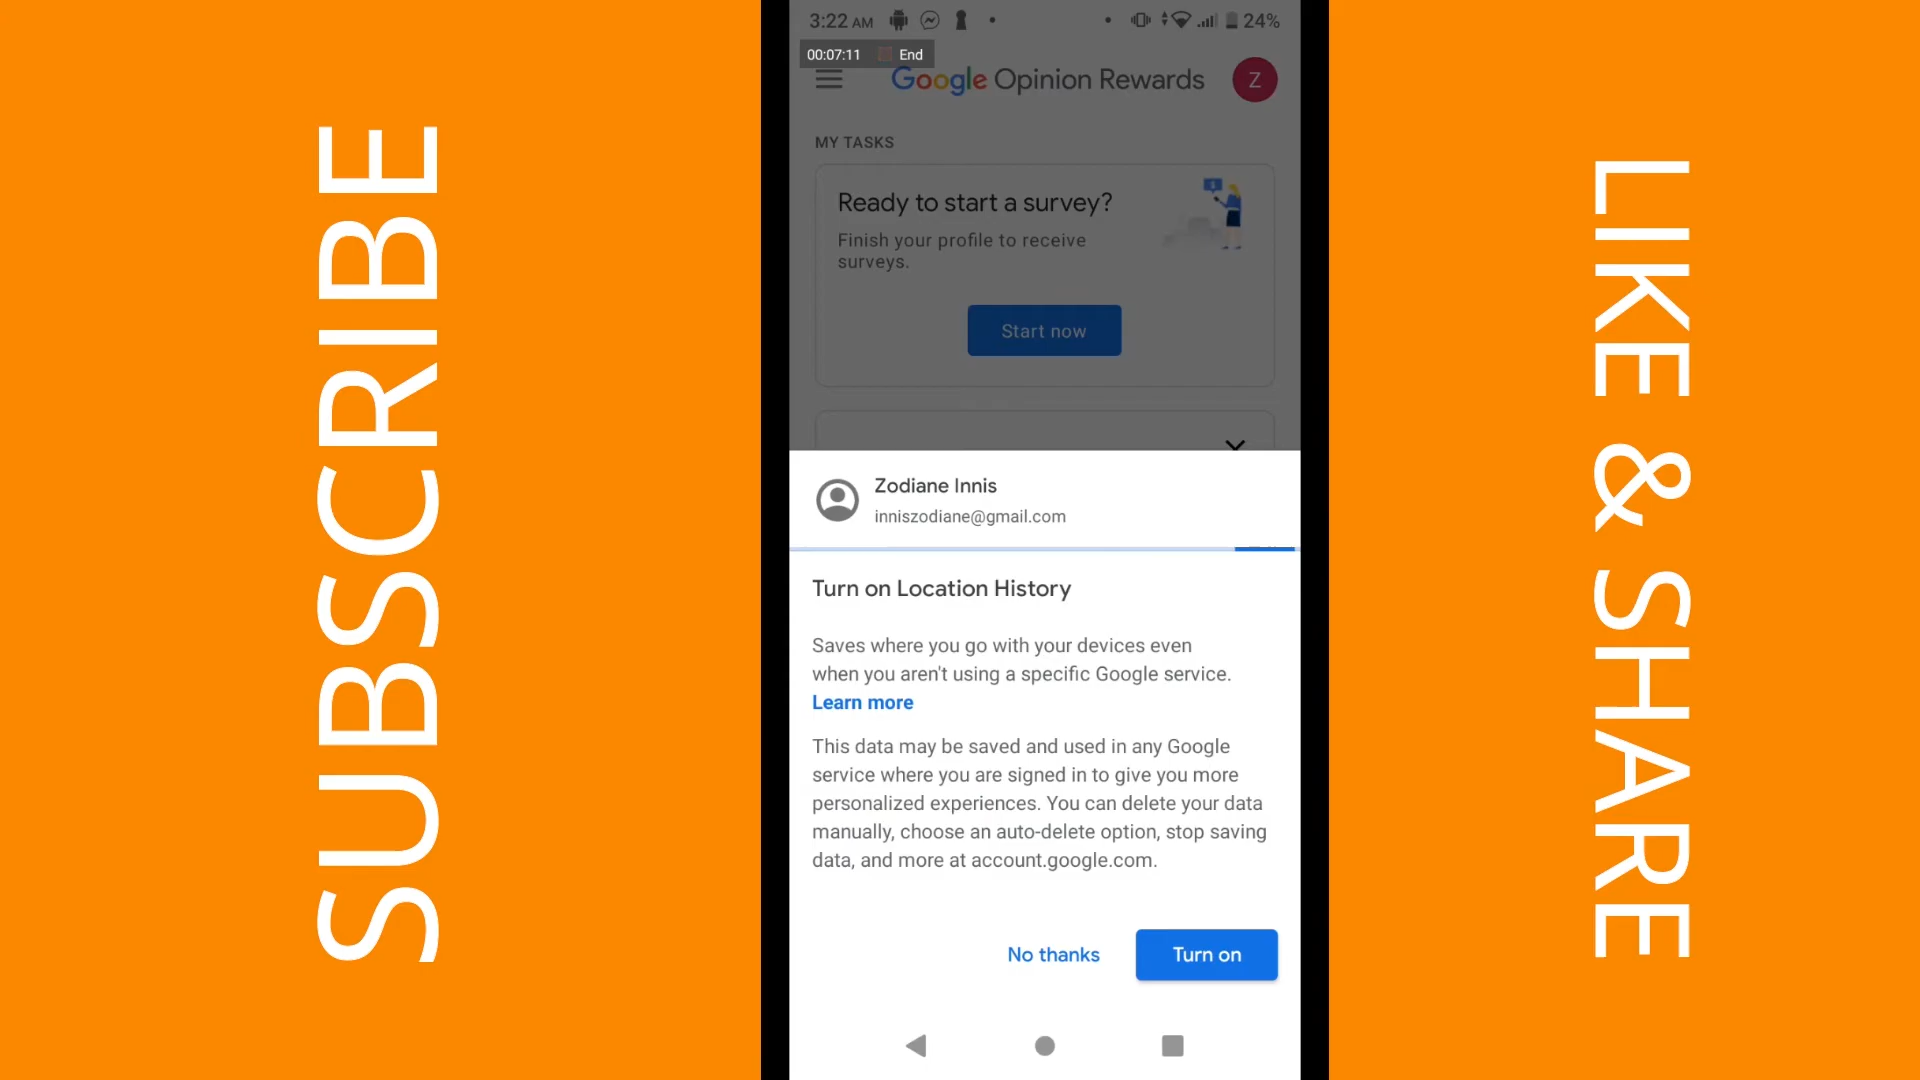 SUBSCRIBE
3:22 AM
24%
00:07:11 End
Google Opinion Rewards
Z
MY TASKS
Ready to start a survey?
Finish your profile to receive
surveys.
Start now
Zodiane Innis
inniszodiane@gmail.com
Turn on Location History
Saves where you go with your devices even
when you aren't using a specific Google service.
Learn more
This data may be saved and used in any Google
service where you are signed in to give you more
personalized experiences. You can delete your data
manually, choose an auto-delete option, stop saving
data, and more at account.google.com.
No thanks
Turn on
LIKE & SHARE